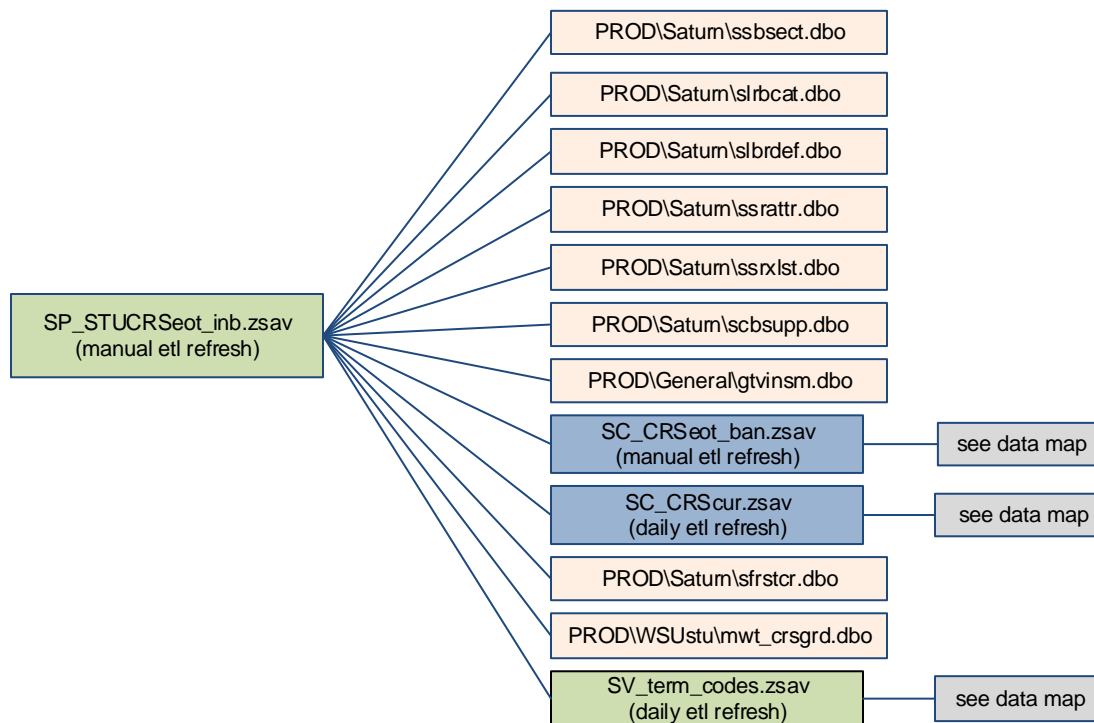 PROD\Saturn\ssbsect.dbo
PROD\Saturn\slrbcat.dbo
PROD\Saturn\slbrdef.dbo
PROD\Saturn\ssrattr.dbo
PROD\Saturn\ssrxlst.dbo
SP_STUCRSeot_inb.zsav
(manual etl refresh)
PROD\Saturn\scbsupp.dbo
PROD\General\gtvinsm.dbo
SC_CRSeot_ban.zsav
(manual etl refresh)
see data map
SC_CRScur.zsav
(daily etl refresh)
see data map
PROD\Saturn\sfrstcr.dbo
PROD\WSUstu\mwt_crsgrd.dbo
SV_term_codes.zsav
(daily etl refresh)
see data map